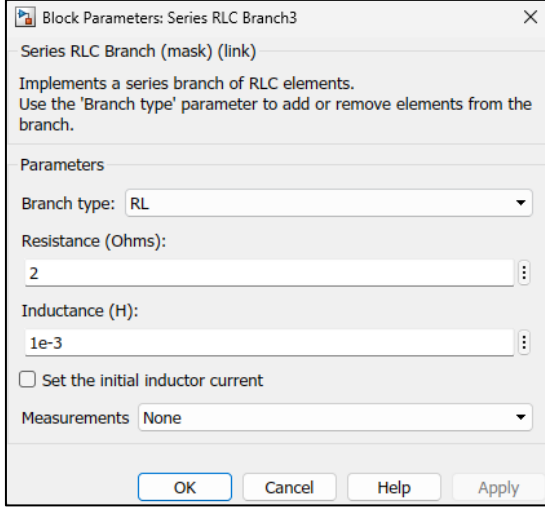 Block Parameters: Series RLC Branch3
Series RLC Branch (mask) (link)
Implements a series branch of RLC elements.
Use the 'Branch type' parameter to add or remove elements from the
branch.
Parameters
Branch type: RL
Resistance (Ohms):
2
Inductance (H):
1e-3
Set the initial inductor current
Measurements None
OK Cancel Help Apply